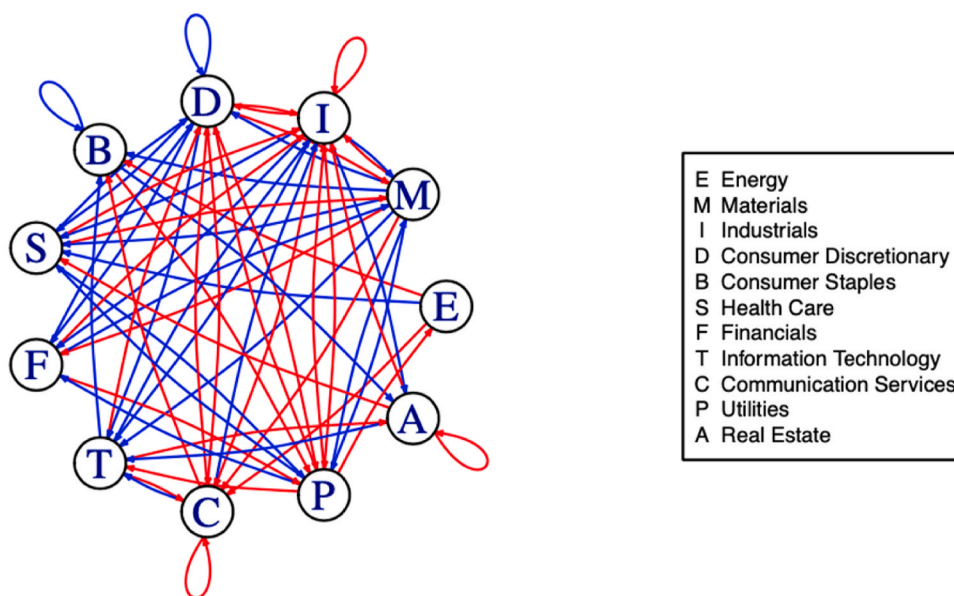 D
I
B
M
S
E
F
A
T
P
C
E Energy
M Materials
I Industrials
D Consumer Discretionary
B Consumer Staples
S Health Care
F Financials
T Information Technology
C Communication Services
P Utilities
A Real Estate